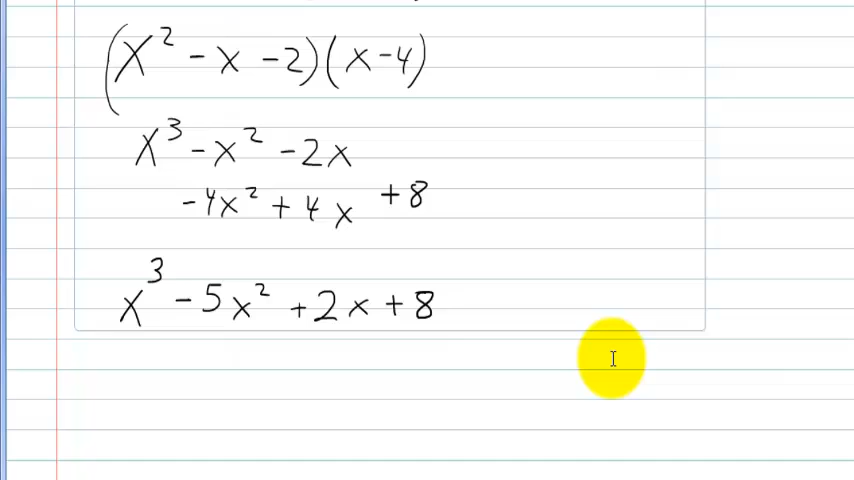 (x² - x - 2)(x - 4)
x³ - x² - 2x
- 4x² + 4x + 8
x³ - 5x² + 2x + 8